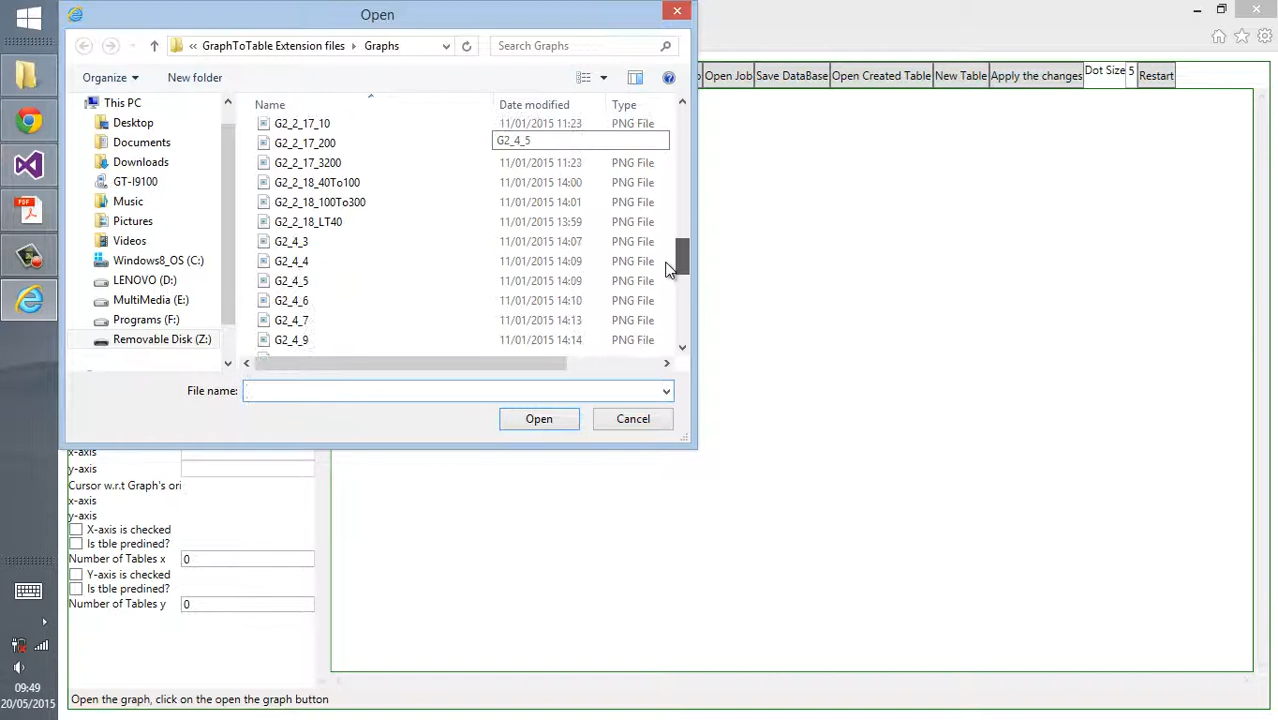 Open
« GraphToTable Extension files
Graphs
Search Graphs
Organize
New folder
This PC
Desktop
Documents
Downloads
GT-I9100
Music
Pictures
Videos
Windows8_OS (C:)
LENOVO (D:)
MultiMedia (E:)
Programs (F:)
Removable Disk (Z:)
Name Date modified Type
G2_2_17_10 11/01/2015 11:23 PNG File
G2_2_17_200
G2_4_5
PNG File
G2_2_17_3200 11/01/2015 11:23 PNG File
G2_2_18_40To100 11/01/2015 14:00 PNG File
G2_2_18_100To300 11/01/2015 14:01 PNG File
G2_2_18_LT40 11/01/2015 13:59 PNG File
G2_4_3 11/01/2015 14:07 PNG File
G2_4_4 11/01/2015 14:09 PNG File
G2_4_5 11/01/2015 14:09 PNG File
G2_4_6 11/01/2015 14:10 PNG File
G2_4_7 11/01/2015 14:13 PNG File
G2_4_9 11/01/2015 14:14 PNG File
File name:
Open
Cancel
Open Job
Save DataBase
Open Created Table
New Table
Apply the changes
Dot Size 5
Restart
x-axis
y-axis
Cursor w.r.t Graph's ori
x-axis
y-axis
X-axis is checked
Is tble predined?
Number of Tables x 0
Y-axis is checked
Is tble predined?
Number of Tables y 0
Open the graph, click on the open the graph button
09:49
20/05/2015